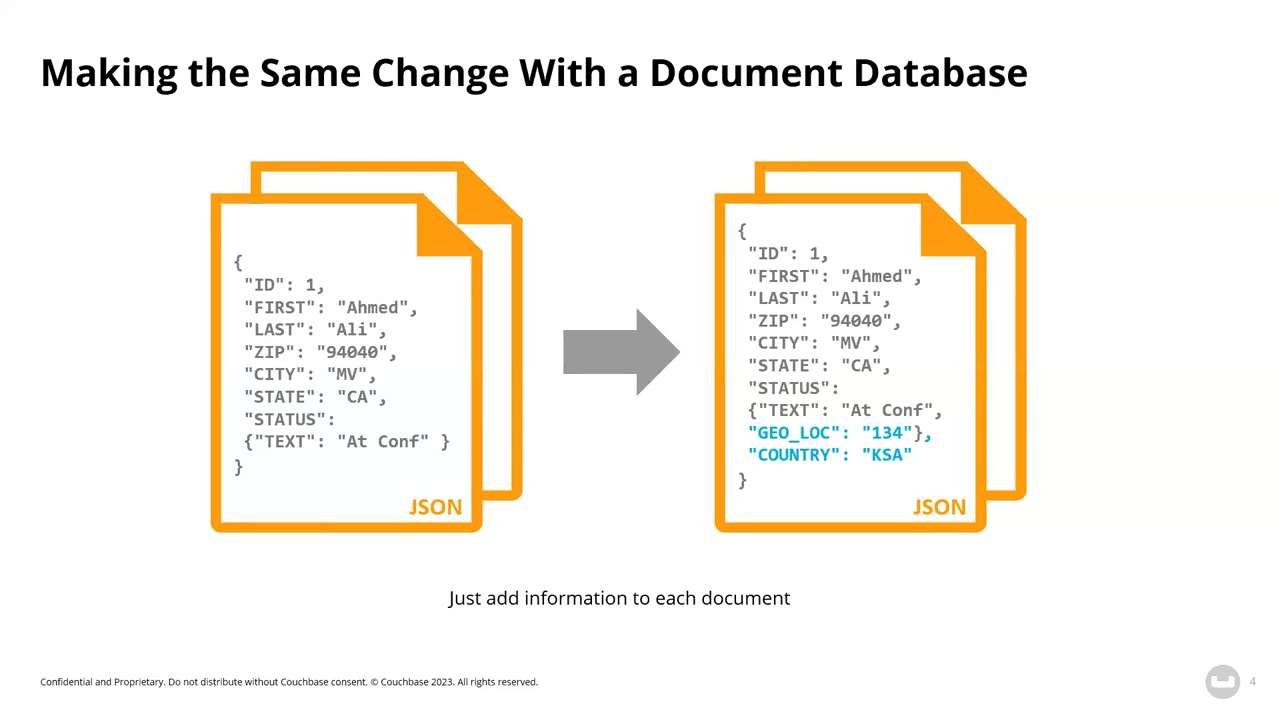 Making the Same Change With a Document Database
{
"ID": 1,
"FIRST": "Ahmed",
"LAST": "Ali",
"ZIP": "94040",
"CITY": "MV",
"STATE": "CA",
"STATUS":
{"TEXT": "At Conf" }
}
JSON
{
"ID": 1,
"FIRST": "Ahmed",
"LAST": "Ali",
"ZIP": "94040",
"CITY": "MV",
"STATE": "CA",
"STATUS":
{"TEXT": "At Conf",
"GEO_LOC": "134"},
"COUNTRY": "KSA"
}
JSON
Just add information to each document
Confidential and Proprietary. Do not distribute without Couchbase consent. © Couchbase 2023. All rights reserved.
4